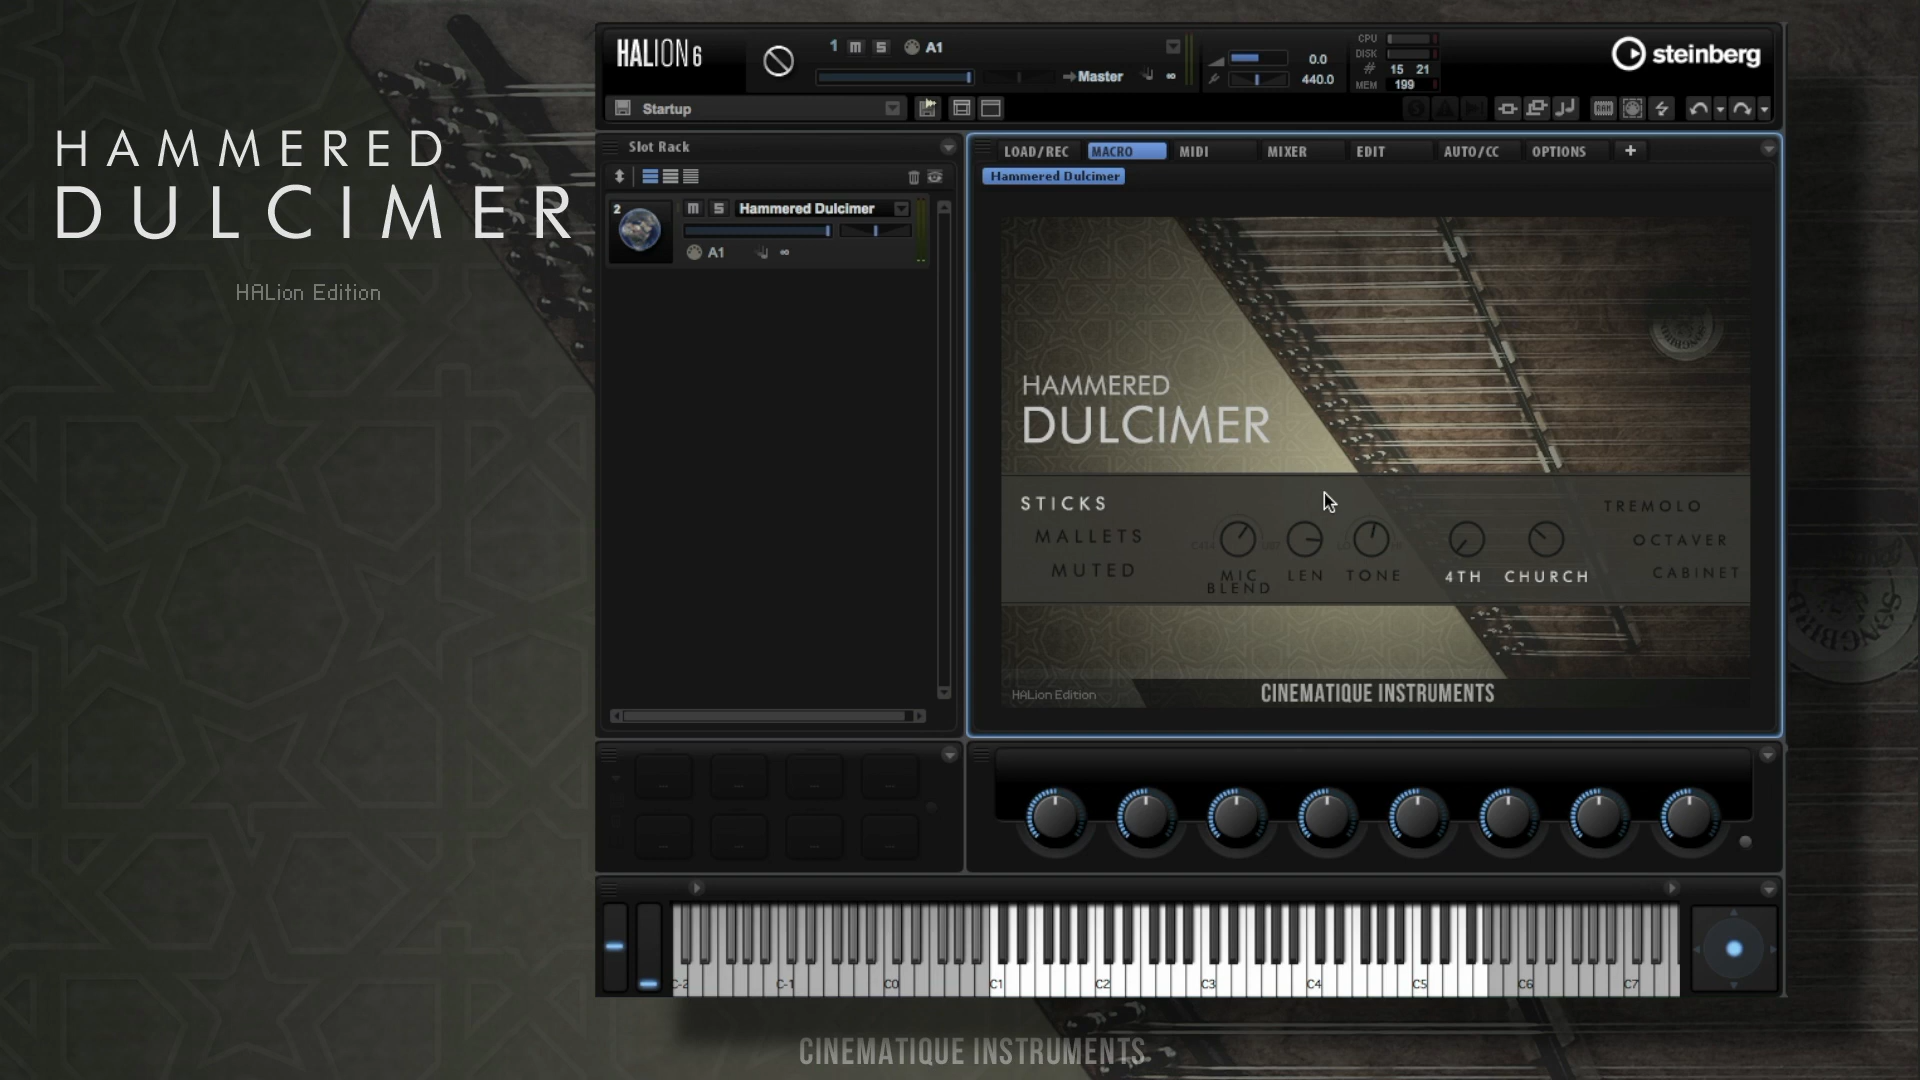 HAMMERED
DULCIMER
HALion Edition
HALION 6
1 M S A1
Master
0.0
440.0
CPU
DISK
# 15 21
MEM 199
steinberg
Startup
Slot Rack
2 M S Hammered Dulcimer
A1
LOAD/REC MACRO MIDI MIXER EDIT AUTO/CC OPTIONS +
Hammered Dulcimer
HAMMERED
DULCIMER
STICKS
MALLETS
MUTED
MIC BLEND
LEN
TONE
4TH
CHURCH
TREMOLO
OCTAVER
CABINET
HALion Edition
CINEMATIQUE INSTRUMENTS
SONGBIRD
C-2 C-1 C0 C1 C2 C3 C4 C5 C6 C7
CINEMATIQUE INSTRUMENTS